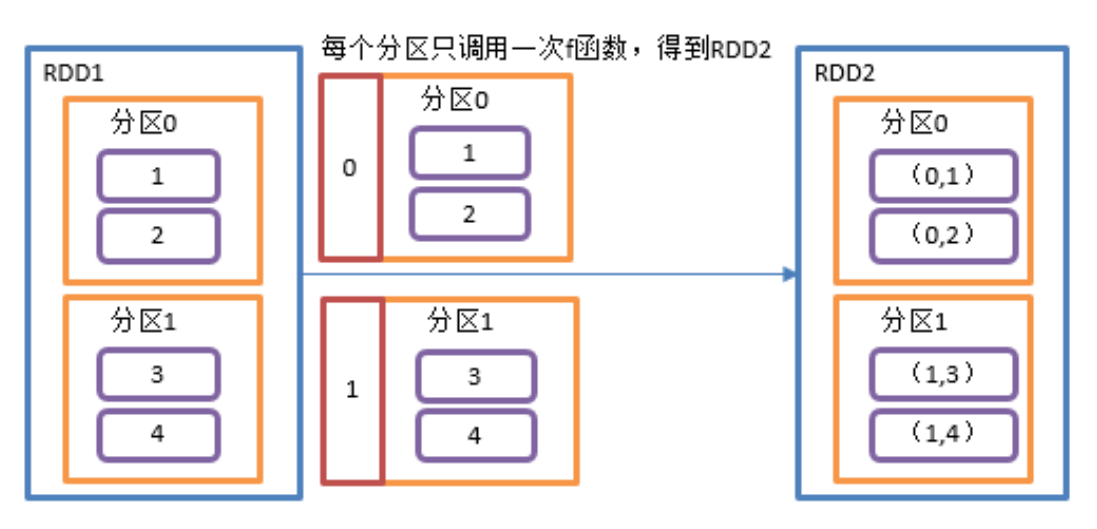 每个分区只调用一次f函数，得到RDD2
RDD1
分区0
1
2
分区1
3
4
0
分区0
1
2
1
分区1
3
4
RDD2
分区0
（0,1）
（0,2）
分区1
（1,3）
（1,4）